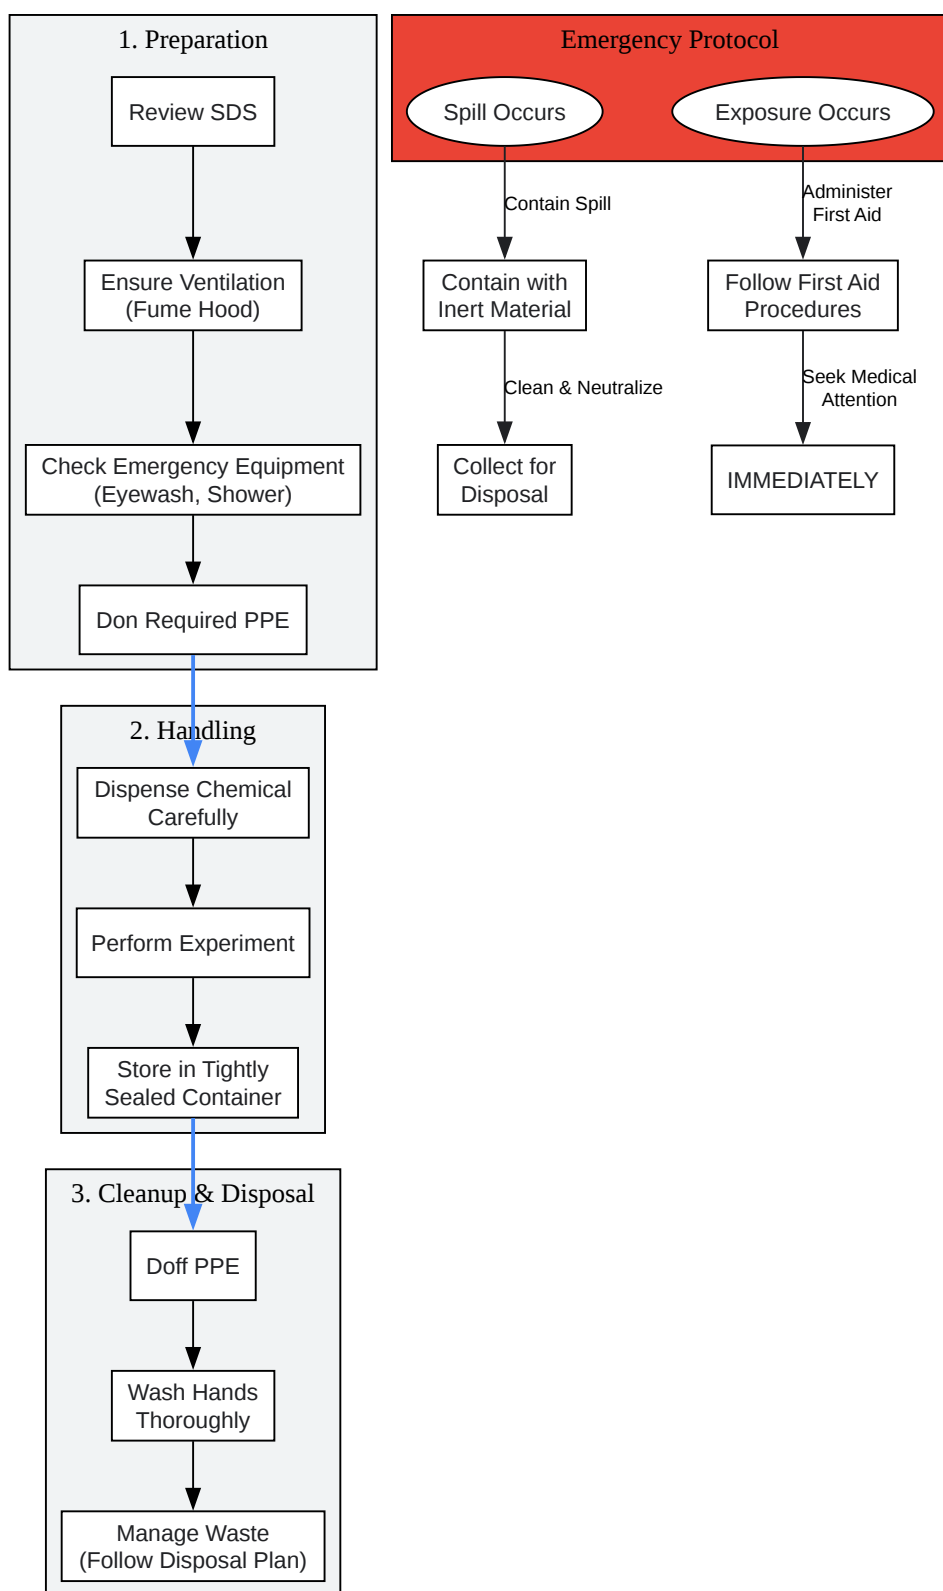 1. Preparation
Review SDS
Ensure Ventilation
(Fume Hood)
Check Emergency Equipment
(Eyewash, Shower)
Don Required PPE
Emergency Protocol
Spill Occurs
Contain Spill
Contain with
Inert Material
Clean & Neutralize
Collect for
Disposal
Exposure Occurs
Administer
First Aid
Follow First Aid
Procedures
Seek Medical
Attention
IMMEDIATELY
2. Handling
Dispense Chemical
Carefully
Perform Experiment
Store in Tightly
Sealed Container
3. Cleanup & Disposal
Doff PPE
Wash Hands
Thoroughly
Manage Waste
(Follow Disposal Plan)